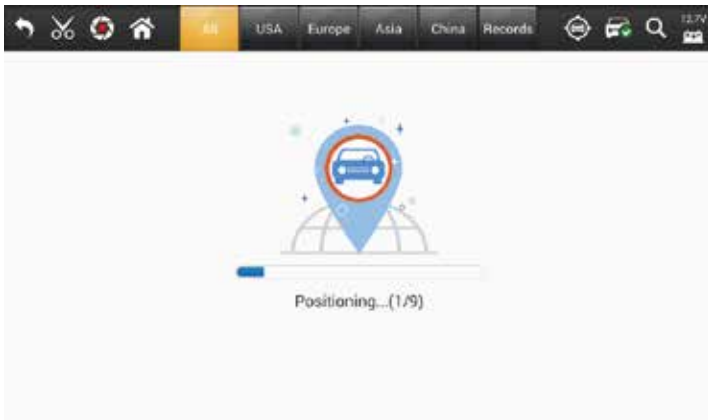 All USA Europe Asia China Records 12.7V
Positioning...(1/9)